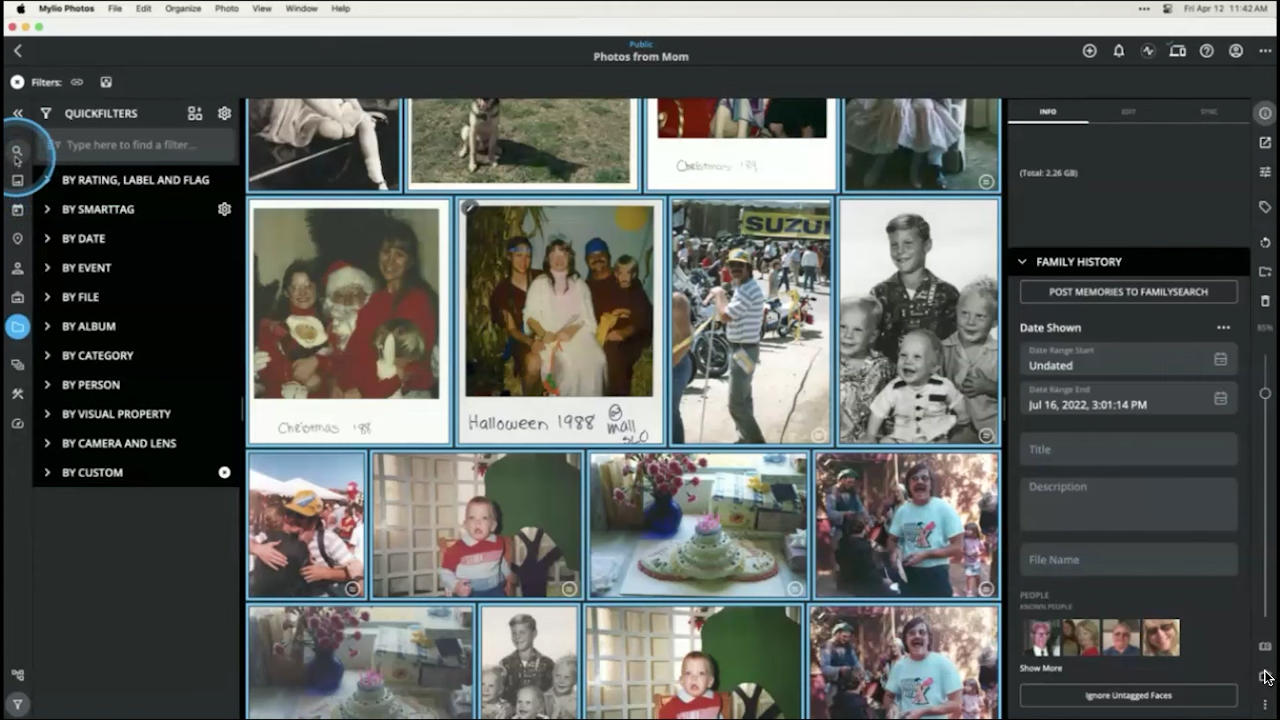 Mylio Photos File Edit Organize Photo View Window Help
Fri Apr 12 11:42 AM
Public
Photos from Mom
Filters:
QUICKFILTERS
Type here to find a filter...
BY RATING, LABEL AND FLAG
BY SMARTTAG
BY DATE
BY EVENT
BY FILE
BY ALBUM
BY CATEGORY
BY PERSON
BY VISUAL PROPERTY
BY CAMERA AND LENS
BY CUSTOM
Christmas '89
Christmas '88
Halloween 1988 @ mall SLO
SUZU
INFO EDIT SYNC
(Total: 2.26 GB)
FAMILY HISTORY
POST MEMORIES TO FAMILYSEARCH
Date Shown
Date Range Start
Undated
Date Range End
Jul 16, 2022, 3:01:14 PM
Title
Description
File Name
PEOPLE
KNOWN PEOPLE
Show More
Ignore Untagged Faces
85%